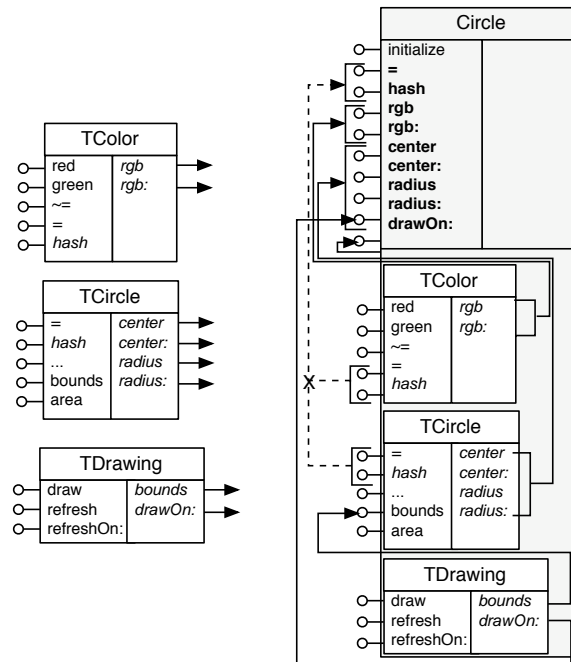 TColor
red rgb
green rgb:
~=
=
hash
TCircle
= center
hash center:
... radius
bounds radius:
area
TDrawing
draw bounds
refresh drawOn:
refreshOn:
Circle
initialize
=
hash
rgb
rgb:
center
center:
radius
radius:
drawOn:
TColor
red rgb
green rgb:
~=
=
hash
X
TCircle
= center
hash center:
... radius
bounds radius:
area
TDrawing
draw bounds
refresh drawOn:
refreshOn: